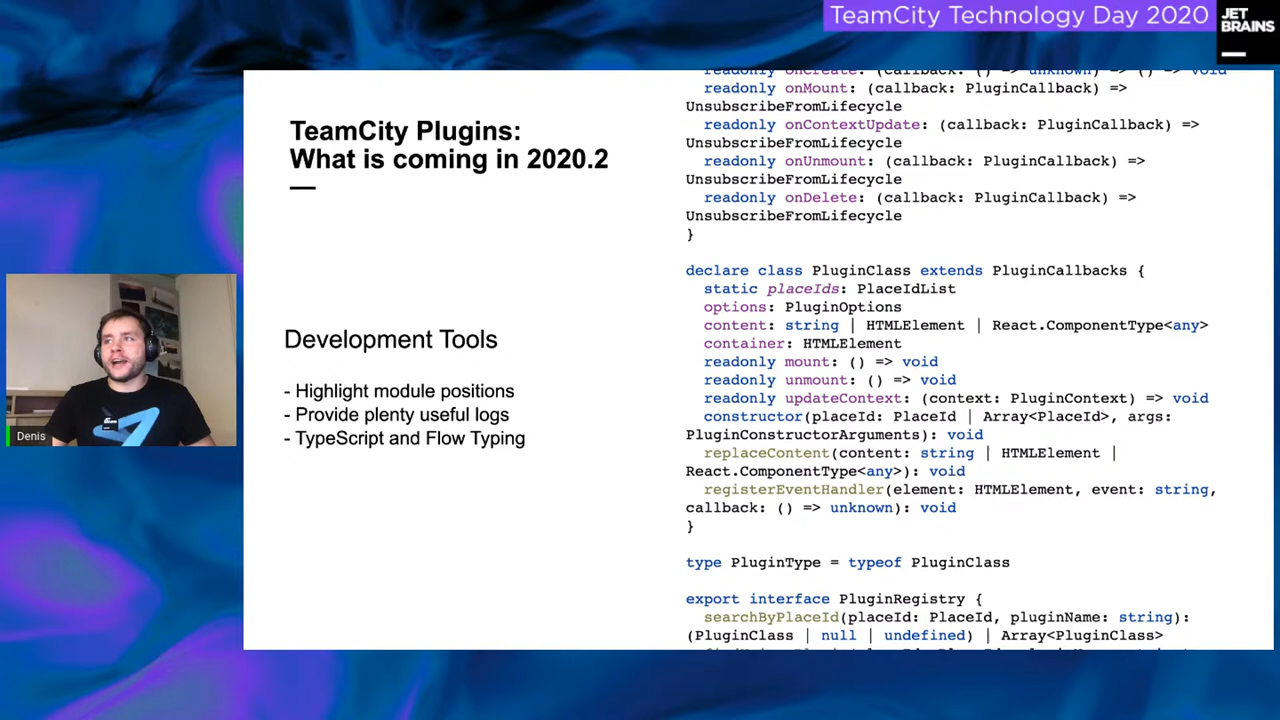 TeamCity Technology Day 2020
JET
BRAINS
TeamCity Plugins:
What is coming in 2020.2
Development Tools
- Highlight module positions
- Provide plenty useful logs
- TypeScript and Flow Typing
Denis
readonly onCreate: (callback: () => unknown) => () => void
readonly onMount: (callback: PluginCallback) =>
UnsubscribeFromLifecycle
readonly onContextUpdate: (callback: PluginCallback) =>
UnsubscribeFromLifecycle
readonly onUnmount: (callback: PluginCallback) =>
UnsubscribeFromLifecycle
readonly onDelete: (callback: PluginCallback) =>
UnsubscribeFromLifecycle
}
declare class PluginClass extends PluginCallbacks {
static placeIds: PlaceIdList
options: PluginOptions
content: string | HTMLElement | React.ComponentType<any>
container: HTMLElement
readonly mount: () => void
readonly unmount: () => void
readonly updateContext: (context: PluginContext) => void
constructor(placeId: PlaceId | Array<PlaceId>, args:
PluginConstructorArguments): void
replaceContent(content: string | HTMLElement |
React.ComponentType<any>): void
registerEventHandler(element: HTMLElement, event: string,
callback: () => unknown): void
}
type PluginType = typeof PluginClass
export interface PluginRegistry {
searchByPlaceId(placeId: PlaceId, pluginName: string):
(PluginClass | null | undefined) | Array<PluginClass>